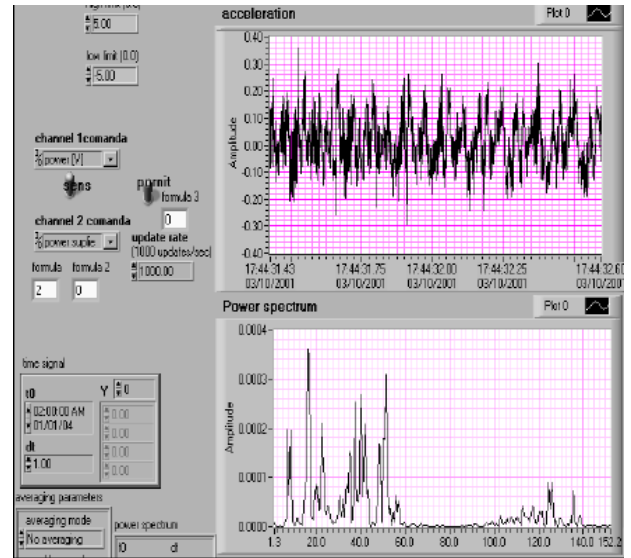 high limit (0.0)
5.00
low limit (0.0)
-5.00
channel 1comanda
power [V]
sens
pornit
formula 3
0
channel 2 comanda
power suplie
update rate
(1000 updates/sec)
1000.00
formula
formula 2
2
0
time signal
t0
02:00:00 AM
01/01/04
dt
1.00
Y
0
0.00
0.00
0.00
0.00
averaging parameters
averaging mode
No averaging
power spectrum
f0
df
acceleration
Plot 0
Amplitude
0.40
0.30
0.20
0.10
0.00
-0.10
-0.20
-0.30
-0.40
17:44:31.43
17:44:31.75
17:44:32.00
17:44:32.25
17:44:32.60
03/10/2001
03/10/2001
03/10/2001
03/10/2001
03/10/2001
Power spectrum
Plot 0
Amplitude
0.0004
0.0003
0.0002
0.0001
0.0000
1.3
20.0
40.0
60.0
80.0
100.0
120.0
140.0
152.2